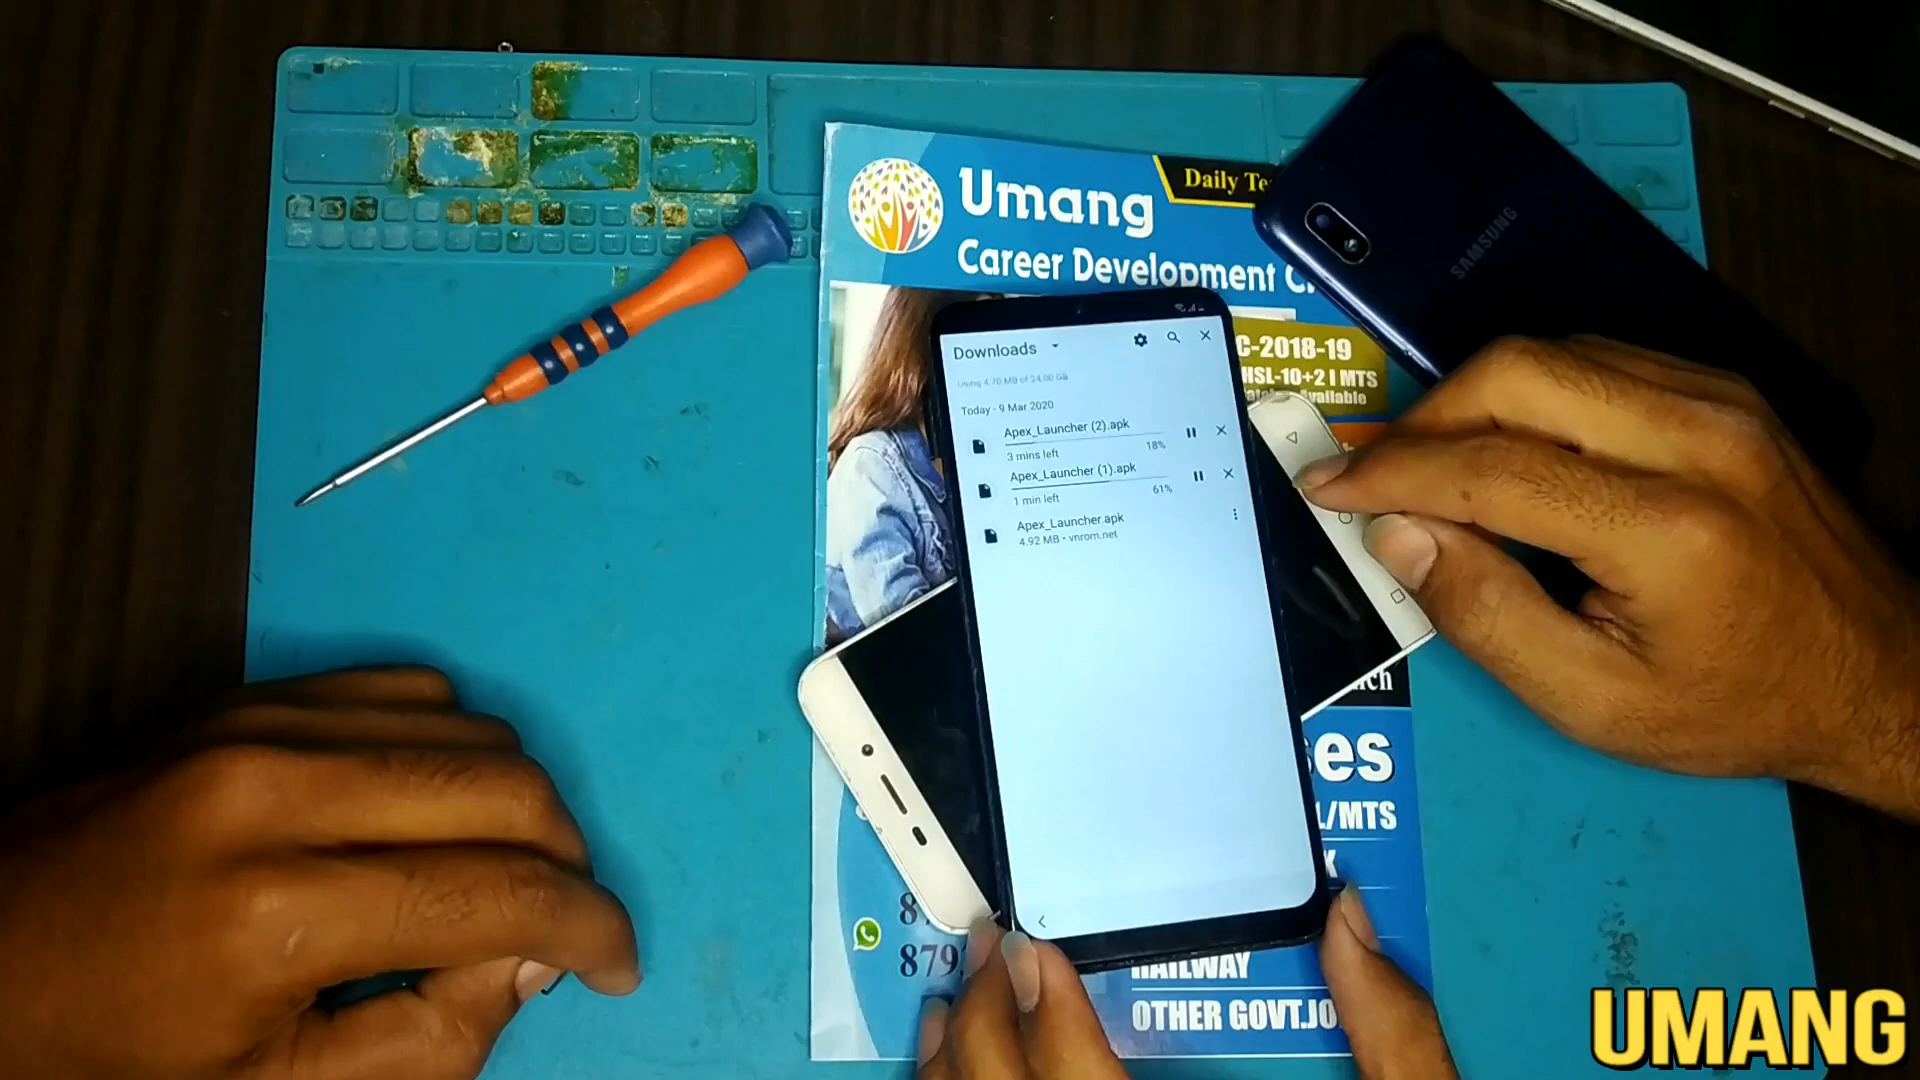 Umang
Career Development
Daily
SAMSUNG
C-2018-19
HSL-10+2 I MTS
Available
Downloads
Using 4.70 MB of 24.00 GB
Today - 9 Mar 2020
Apex_Launcher (2).apk
3 mins left
18%
Apex_Launcher (1).apk
1 min left
61%
Apex_Launcher.apk
4.92 MB • vnrom.net
ses
/MTS
879
RAILWAY
OTHER GOVT.JO
UMANG